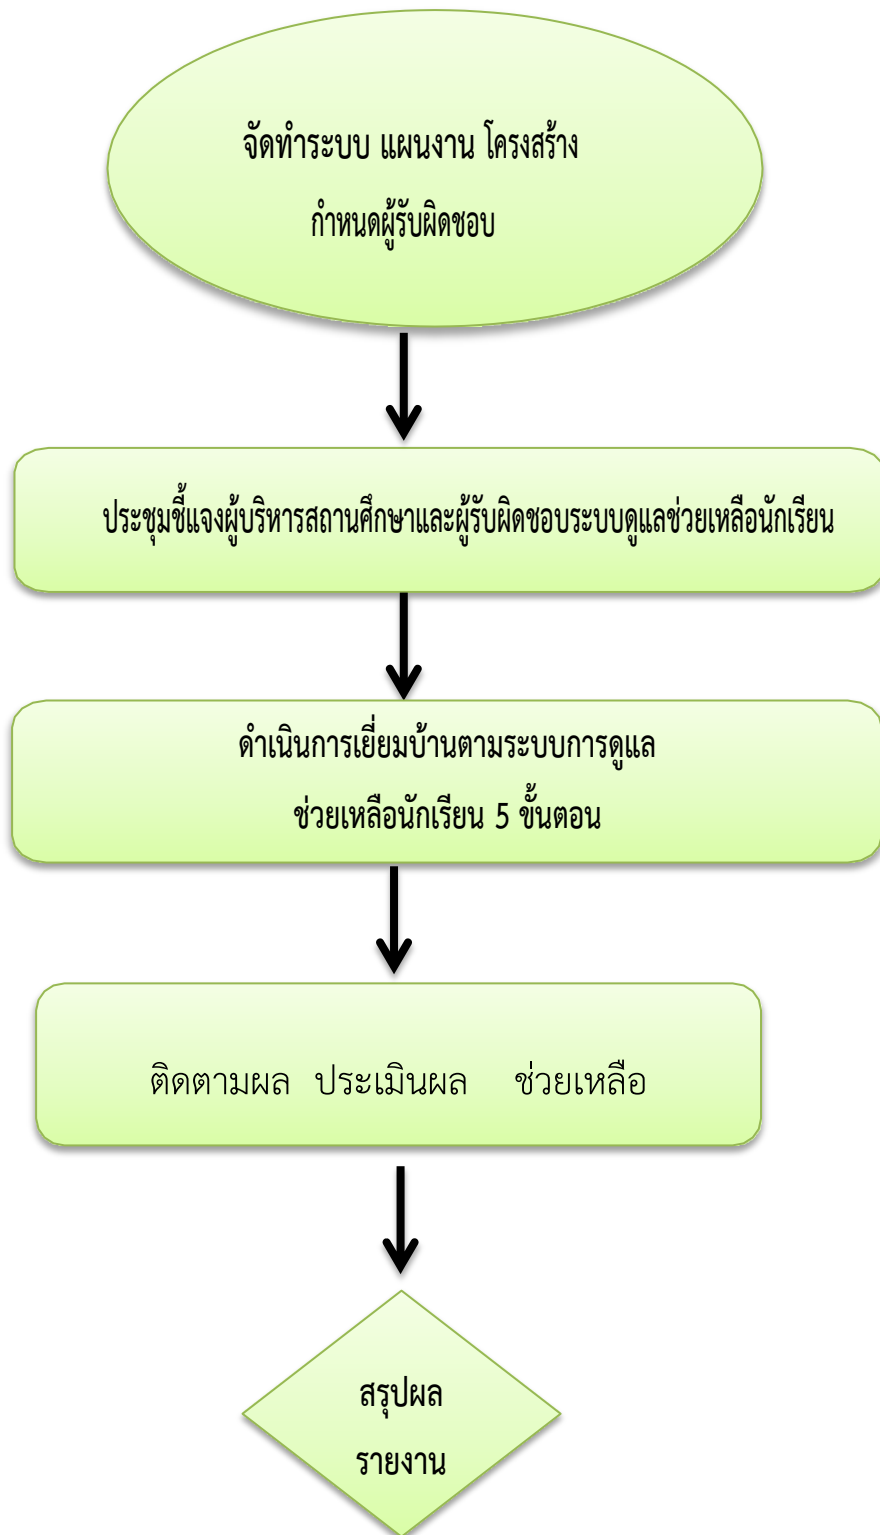 จัดทำระบบ แผนงาน โครงสร้าง
กำหนดผู้รับผิดชอบ
ประชุมชี้แจงผู้บริหารสถานศึกษาและผู้รับผิดชอบระบบดูแลช่วยเหลือนักเรียน
ดำเนินการเยี่ยมบ้านตามระบบการดูแล
ช่วยเหลือนักเรียน 5 ขั้นตอน
ติดตามผล ประเมินผล ช่วยเหลือ
สรุปผล
รายงาน